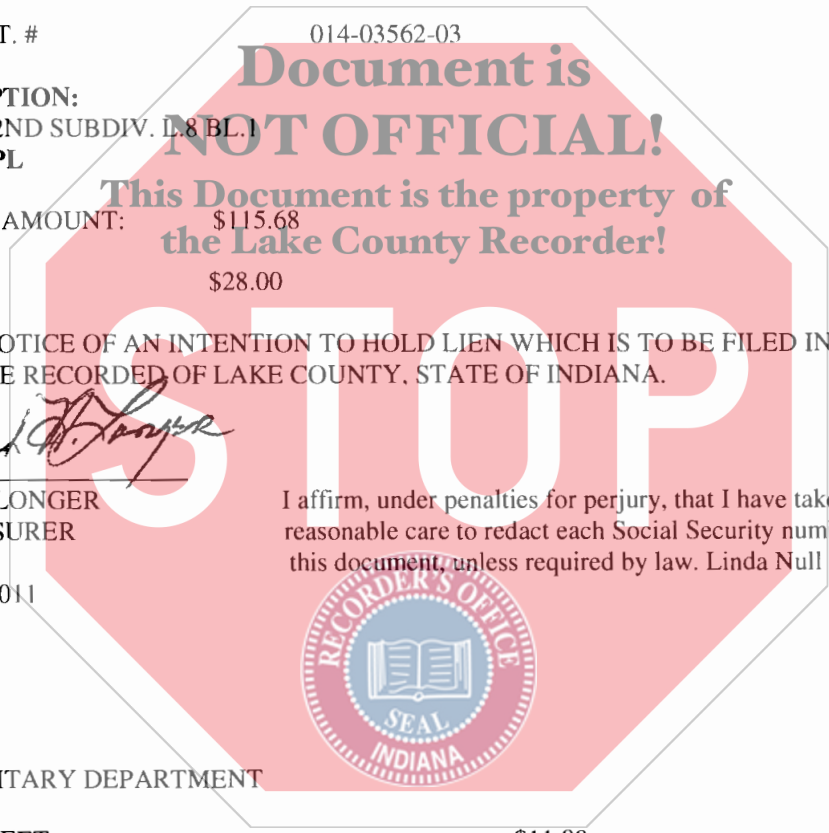 T. # 014-03562-03
Document is
PTION:
2ND SUBDIV. L.8 BL.1
NOT OFFICIAL!
PL
This Document is the property of
AMOUNT: $115.68
the Lake County Recorder!
$28.00
STOP
OTICE OF AN INTENTION TO HOLD LIEN WHICH IS TO BE FILED IN
E RECORDED OF LAKE COUNTY, STATE OF INDIANA.
LONGER I affirm, under penalties for perjury, that I have take
SURER reasonable care to redact each Social Security num
this document, unless required by law. Linda Null
011
RECORDER'S OFFICE
SEAL
INDIANA
ITARY DEPARTMENT